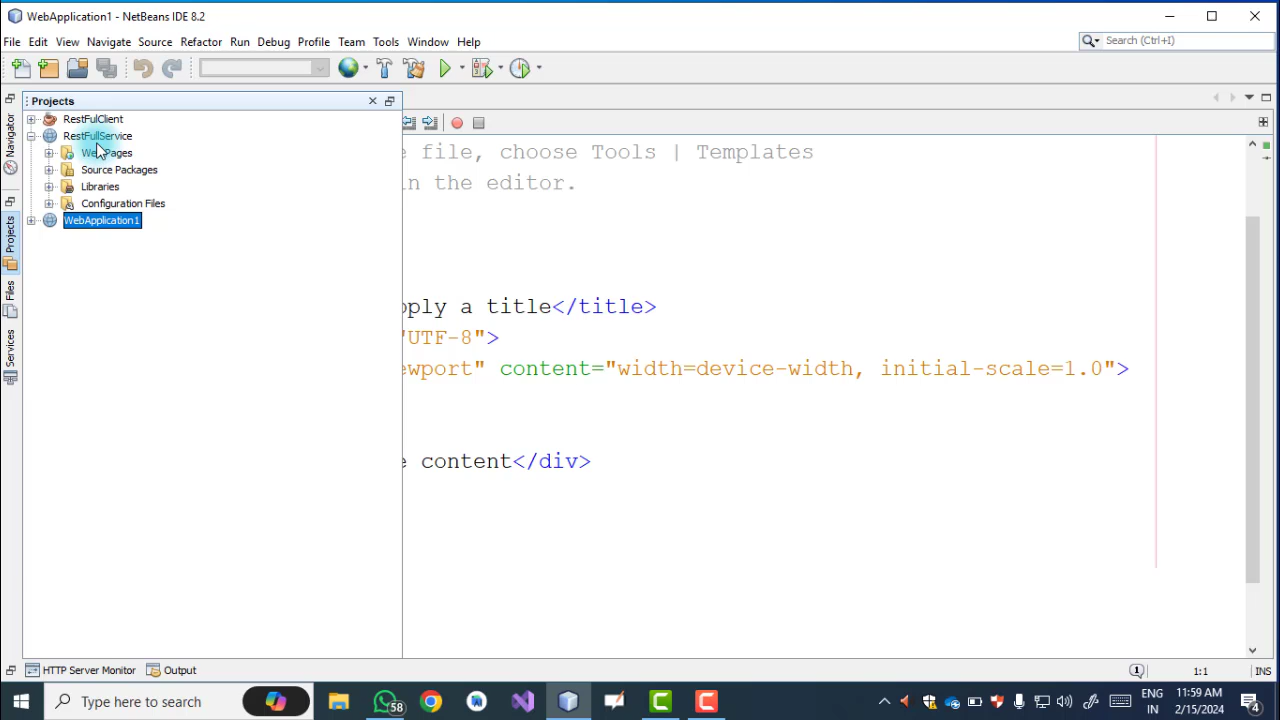 WebApplication1 - NetBeans IDE 8.2
File Edit View Navigate Source Refactor Run Debug Profile Team Tools Window Help
Search (Ctrl+I)
Projects
Navigator
Projects
Files
Services
RestFulClient
RestFullService
Web Pages
Source Packages
Libraries
Configuration Files
WebApplication1
e file, choose Tools | Templates
in the editor.
pply a title</title>
"UTF-8">
ewport" content="width=device-width, initial-scale=1.0">
e content</div>
HTTP Server Monitor Output
1 1:1 INS
Type here to search
58
ENG
IN
11:59 AM
2/15/2024
4